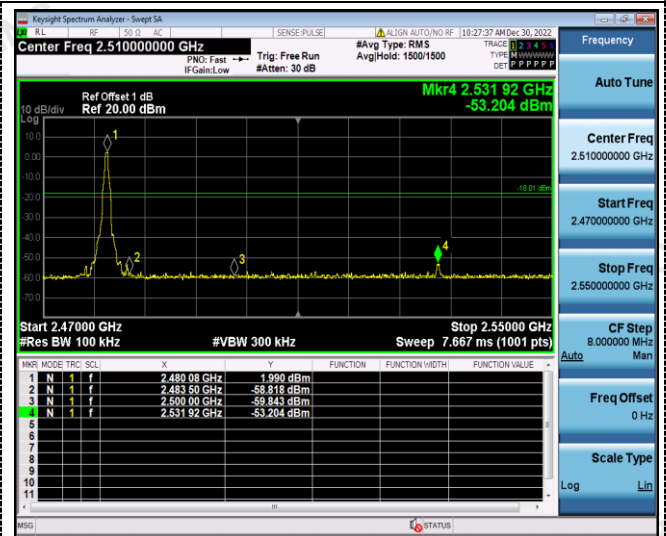 Keysight Spectrum Analyzer - Swept SA
RL RF 50 Ω AC SENSE:PULSE ALIGN AUTO/NO RF 10:27:37 AM Dec 30, 2022
Center Freq 2.510000000 GHz
PNO: Fast
IFGain:Low
Trig: Free Run
#Atten: 30 dB
#Avg Type: RMS
Avg|Hold: 1500/1500
TRACE 1 2 3 4 5 6
TYPE M W W W W W
DET P P P P P P
Ref Offset 1 dB
10 dB/div Ref 20.00 dBm
Log
Mkr4 2.531 92 GHz
-53.204 dBm
10.0
0.00
-10.0
-20.0
-30.0
-40.0
-50.0
-60.0
-70.0
1
2
3
4
-18.01 dBm
Start 2.47000 GHz Stop 2.55000 GHz
#Res BW 100 kHz #VBW 300 kHz Sweep 7.667 ms (1001 pts)
MKR MODE TRC SCL X Y FUNCTION FUNCTION WIDTH FUNCTION VALUE
1 N 1 f 2.480 08 GHz 1.990 dBm
2 N 1 f 2.483 50 GHz -58.818 dBm
3 N 1 f 2.500 00 GHz -59.843 dBm
4 N 1 f 2.531 92 GHz -53.204 dBm
5
6
7
8
9
10
11
MSG STATUS
Frequency
Auto Tune
Center Freq
2.510000000 GHz
Start Freq
2.470000000 GHz
Stop Freq
2.550000000 GHz
CF Step
8.000000 MHz
Auto Man
Freq Offset
0 Hz
Scale Type
Log Lin